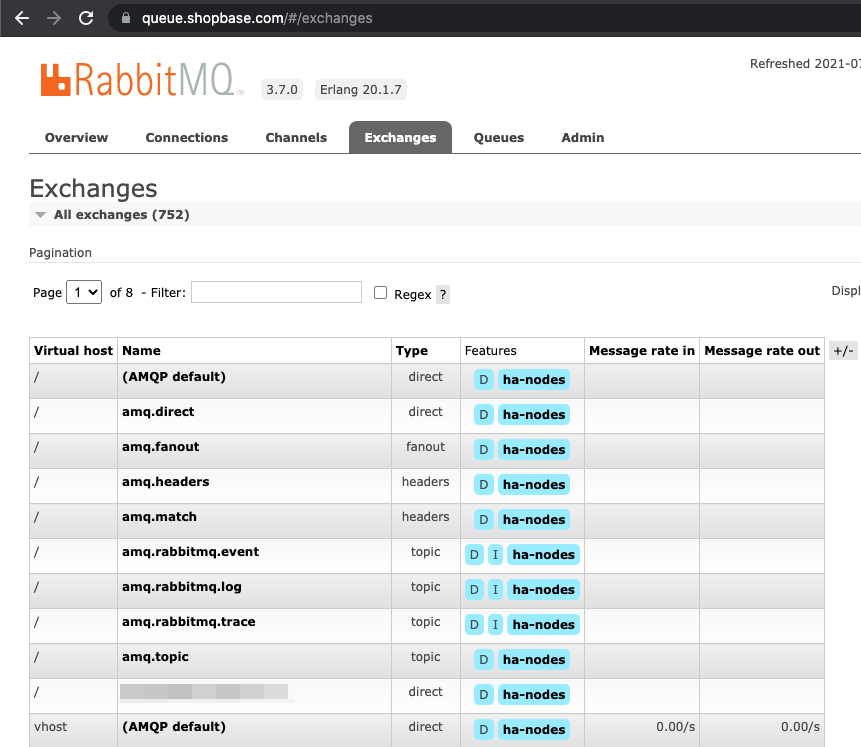 queue.shopbase.com/#/exchanges
RabbitMQ TM 3.7.0 Erlang 20.1.7
Refreshed 2021-07
Overview Connections Channels Exchanges Queues Admin
Exchanges
All exchanges (752)
Pagination
Page 1 of 8 - Filter: Regex ? Displ
Virtual host Name Type Features Message rate in Message rate out +/-
/ (AMQP default) direct D ha-nodes
/ amq.direct direct D ha-nodes
/ amq.fanout fanout D ha-nodes
/ amq.headers headers D ha-nodes
/ amq.match headers D ha-nodes
/ amq.rabbitmq.event topic D I ha-nodes
/ amq.rabbitmq.log topic D I ha-nodes
/ amq.rabbitmq.trace topic D I ha-nodes
/ amq.topic topic D ha-nodes
/ direct D ha-nodes
vhost (AMQP default) direct D ha-nodes 0.00/s 0.00/s